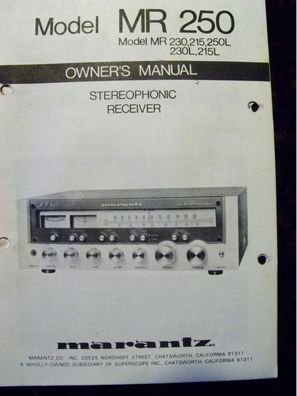 Model MR 250
Model MR 230,215,250L
230L,215L
OWNER'S MANUAL
STEREOPHONIC
RECEIVER
marantz
marantz®
MARANTZ CO. INC. 20525 NORDHOFF STREET, CHATSWORTH, CALIFORNIA 91311
A WHOLLY-OWNED SUBSIDIARY OF SUPERSCOPE INC., CHATSWORTH, CALIFORNIA 91311